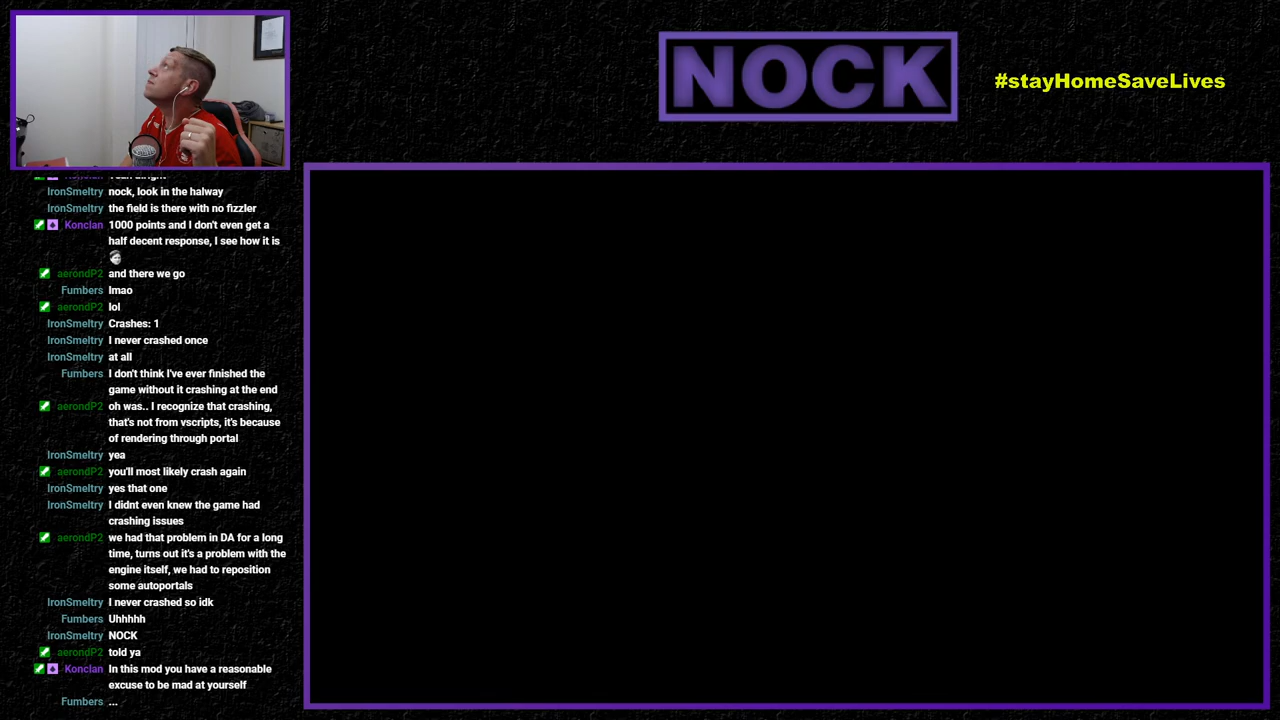 NOCK
#stayHomeSaveLives
IronSmeltry nock, look in the halway
IronSmeltry the field is there with no fizzler
Konclan 1000 points and I don't even get a
half decent response, I see how it is
aerondP2 and there we go
Fumbers lmao
aerondP2 lol
IronSmeltry Crashes: 1
IronSmeltry I never crashed once
IronSmeltry at all
Fumbers I don't think I've ever finished the
game without it crashing at the end
aerondP2 oh was.. I recognize that crashing,
that's not from vscripts, it's because
of rendering through portal
IronSmeltry yea
aerondP2 you'll most likely crash again
IronSmeltry yes that one
IronSmeltry I didnt even knew the game had
crashing issues
aerondP2 we had that problem in DA for a long
time, turns out it's a problem with the
engine itself, we had to reposition
some autoportals
IronSmeltry I never crashed so idk
Fumbers Uhhhhh
IronSmeltry NOCK
aerondP2 told ya
Konclan In this mod you have a reasonable
excuse to be mad at yourself
Fumbers ...